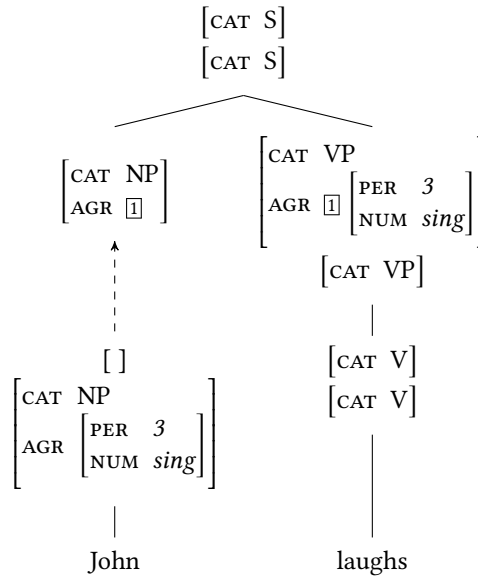 [CAT S]
[CAT S]
[CAT NP
AGR 1]
[CAT VP
AGR 1 [PER 3
NUM sing]]
[CAT VP]
[ ]
[CAT NP
AGR [PER 3
NUM sing]]
[CAT V]
[CAT V]
John
laughs